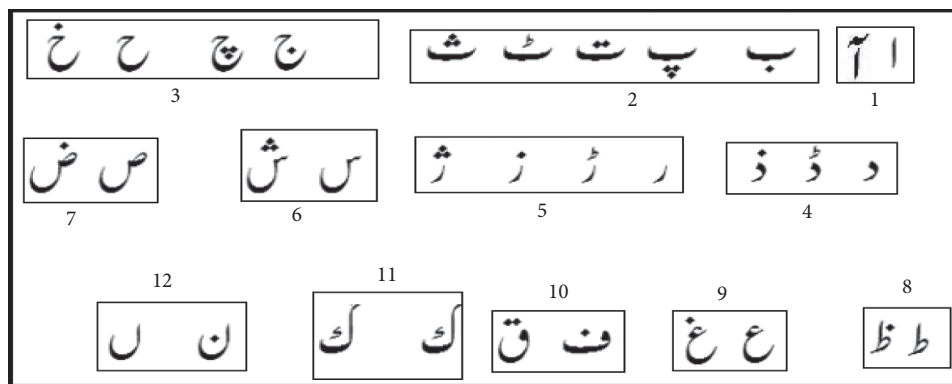 ا آ ب پ ت ٹ ث ج چ ح خ
1 2 3
د ڈ ذ ر ڑ ز ژ س ش ص ض
4 5 6 7
8 9 10 11 12
ط ظ ع غ ف ق ك ك ن ں